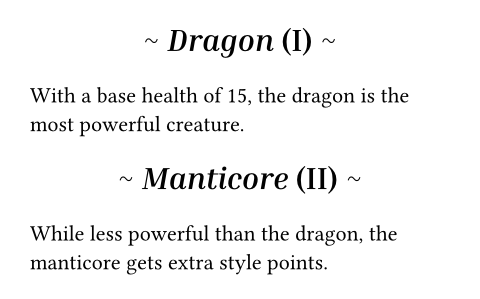 ~ Dragon (I) ~
With a base health of 15, the dragon is the
most powerful creature.
~ Manticore (II) ~
While less powerful than the dragon, the
manticore gets extra style points.